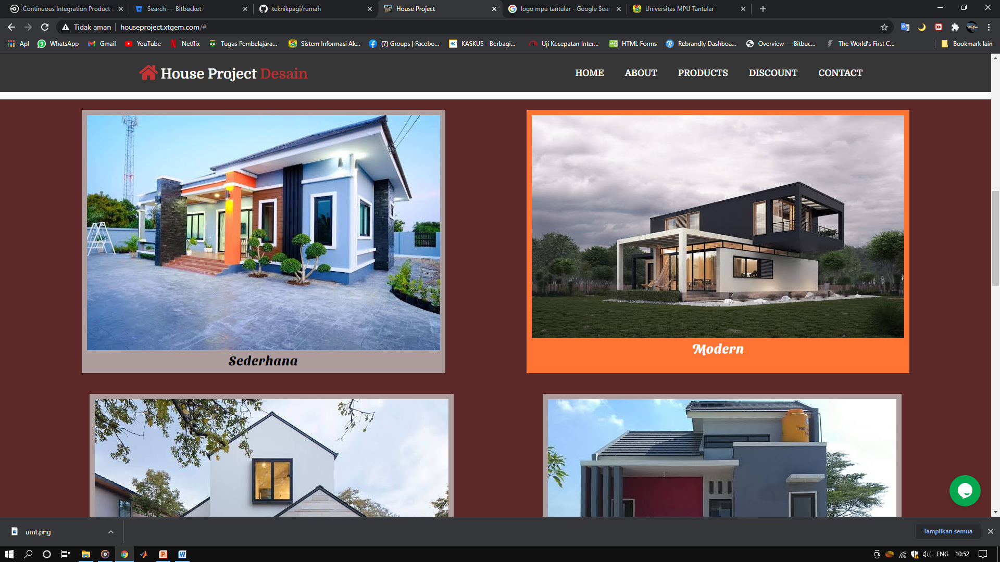 Continuous Integration Product a
Search — Bitbucket
teknikpagi/rumah
House Project
logo mpu tantular - Google Sear
Universitas MPU Tantular
Tidak aman
houseproject.xtgem.com/#
Apl
WhatsApp
Gmail
YouTube
Netflix
Tugas Pembelajara...
Sistem Informasi Ak...
(7) Groups | Facebo...
KASKUS - Berbagi...
Uji Kecepatan Inter...
HTML Forms
Rebrandly Dashboa...
Overview — Bitbuc...
The World's First C...
Bookmark lain
House Project Desain
HOME
ABOUT
PRODUCTS
DISCOUNT
CONTACT
Sederhana
Modern
umt.png
Tampilkan semua
ENG
10:52